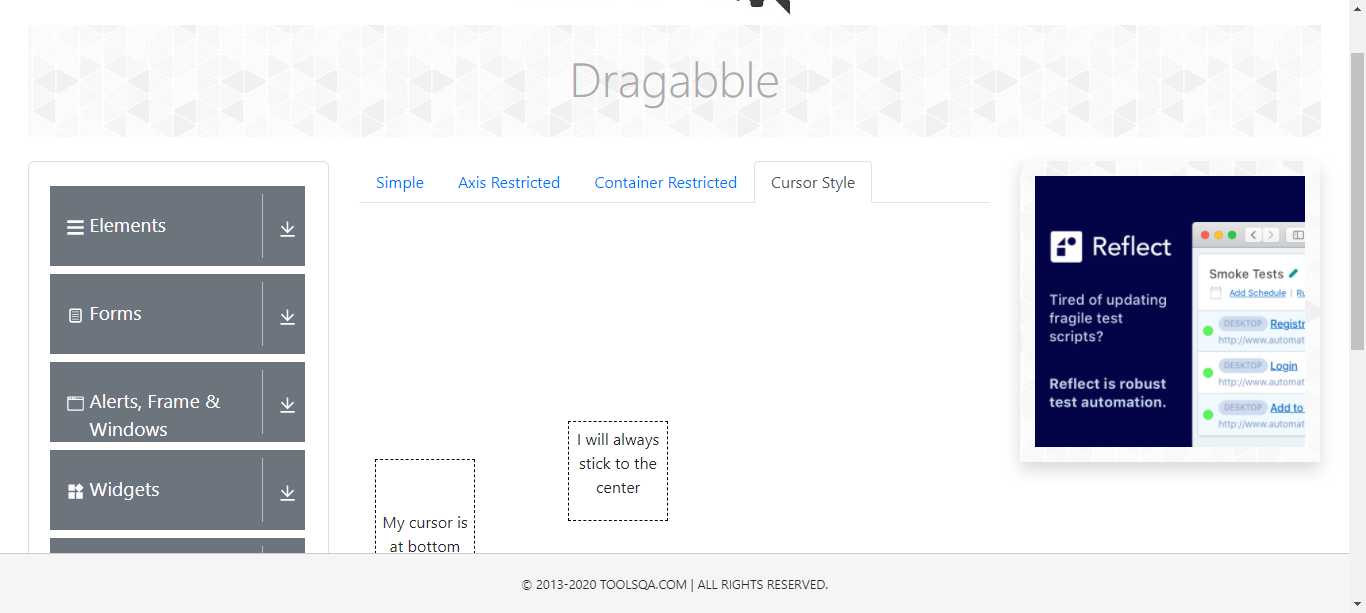 Dragabble
Elements
Forms
Alerts, Frame &
Windows
Widgets
Simple
Axis Restricted
Container Restricted
Cursor Style
I will always
stick to the
center
My cursor is
at bottom
Reflect
Tired of updating
fragile test
scripts?
Reflect is robust
test automation.
Smoke Tests
Add Schedule | Ru
DESKTOP Registr
http://www.automat
DESKTOP Login
http://www.automat
DESKTOP Add to
http://www.automat
© 2013-2020 TOOLSQA.COM | ALL RIGHTS RESERVED.